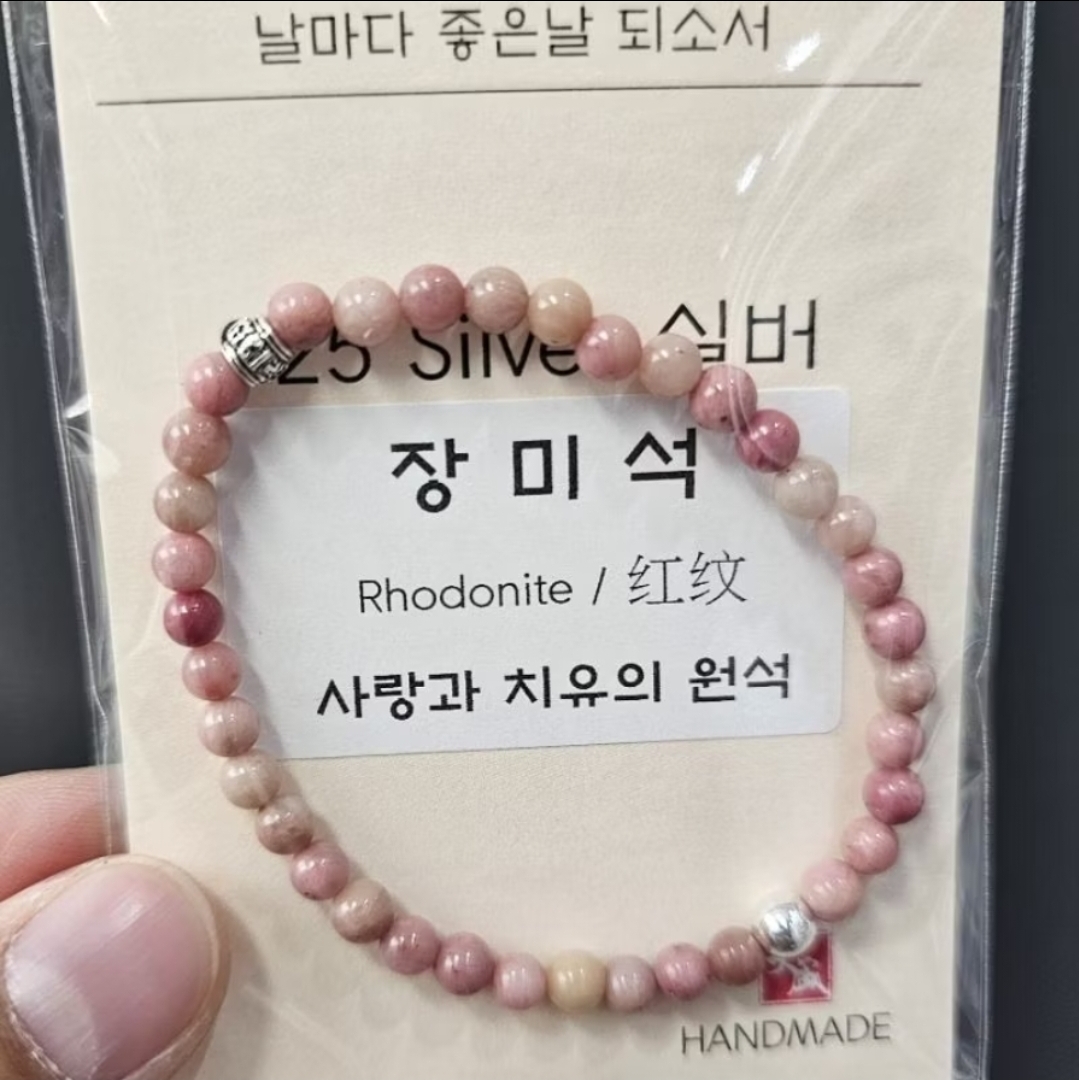 날마다 좋은날 되소서
25 Silver 실버
장미석
Rhodonite / 红纹
사랑과 치유의 원석
HANDMADE